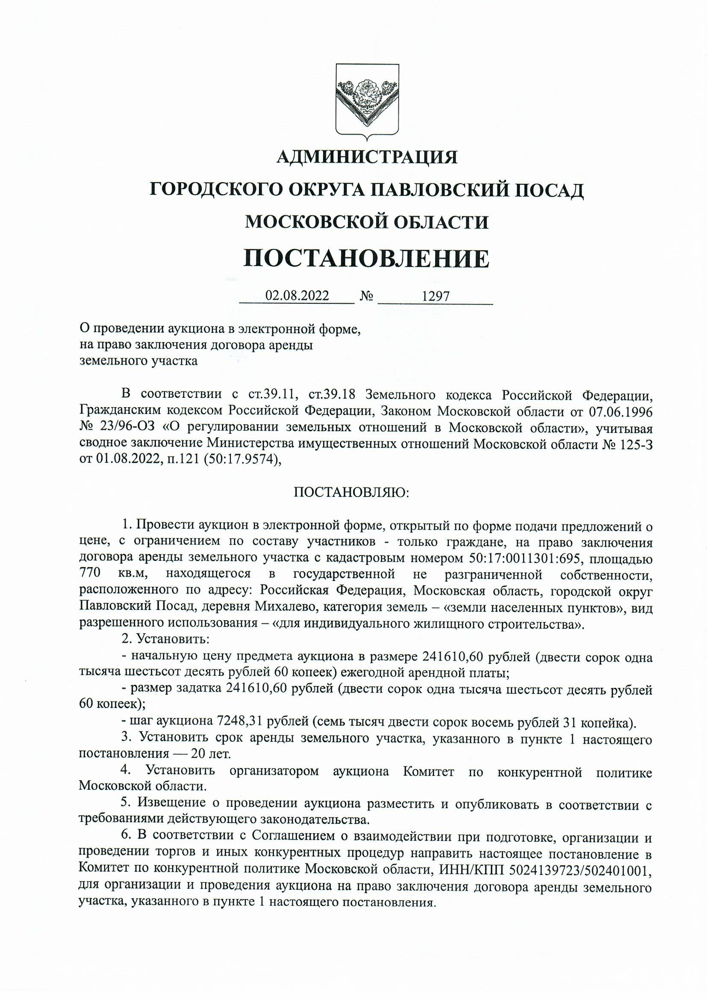 АДМИНИСТРАЦИЯ
ГОРОДСКОГО ОКРУГА ПАВЛОВСКИЙ ПОСАД
МОСКОВСКОЙ ОБЛАСТИ
ПОСТАНОВЛЕНИЕ
02.08.2022 № 1297
О проведении аукциона в электронной форме,
на право заключения договора аренды
земельного участка
В соответствии с ст.39.11, ст.39.18 Земельного кодекса Российской Федерации,
Гражданским кодексом Российской Федерации, Законом Московской области от 07.06.1996
№ 23/96-ОЗ «О регулировании земельных отношений в Московской области», учитывая
сводное заключение Министерства имущественных отношений Московской области № 125-З
от 01.08.2022, п.121 (50:17.9574),
ПОСТАНОВЛЯЮ:
1. Провести аукцион в электронной форме, открытый по форме подачи предложений о
цене, с ограничением по составу участников - только граждане, на право заключения
договора аренды земельного участка с кадастровым номером 50:17:0011301:695, площадью
770 кв.м, находящегося в государственной не разграниченной собственности,
расположенного по адресу: Российская Федерация, Московская область, городской округ
Павловский Посад, деревня Михалево, категория земель – «земли населенных пунктов», вид
разрешенного использования – «для индивидуального жилищного строительства».
2. Установить:
- начальную цену предмета аукциона в размере 241610,60 рублей (двести сорок одна
тысяча шестьсот десять рублей 60 копеек) ежегодной арендной платы;
- размер задатка 241610,60 рублей (двести сорок одна тысяча шестьсот десять рублей
60 копеек);
- шаг аукциона 7248,31 рублей (семь тысяч двести сорок восемь рублей 31 копейка).
3. Установить срок аренды земельного участка, указанного в пункте 1 настоящего
постановления — 20 лет.
4. Установить организатором аукциона Комитет по конкурентной политике
Московской области.
5. Извещение о проведении аукциона разместить и опубликовать в соответствии с
требованиями действующего законодательства.
6. В соответствии с Соглашением о взаимодействии при подготовке, организации и
проведении торгов и иных конкурентных процедур направить настоящее постановление в
Комитет по конкурентной политике Московской области, ИНН/КПП 5024139723/502401001,
для организации и проведения аукциона на право заключения договора аренды земельного
участка, указанного в пункте 1 настоящего постановления.